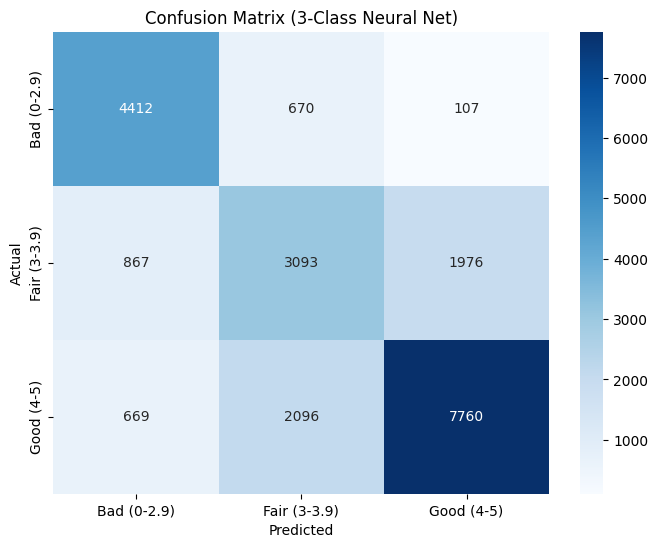 Confusion Matrix (3-Class Neural Net)
Actual
Bad (0-2.9)
4412 670 107
Fair (3-3.9)
867 3093 1976
Good (4-5)
669 2096 7760
Bad (0-2.9) Fair (3-3.9) Good (4-5)
Predicted
7000
6000
5000
4000
3000
2000
1000